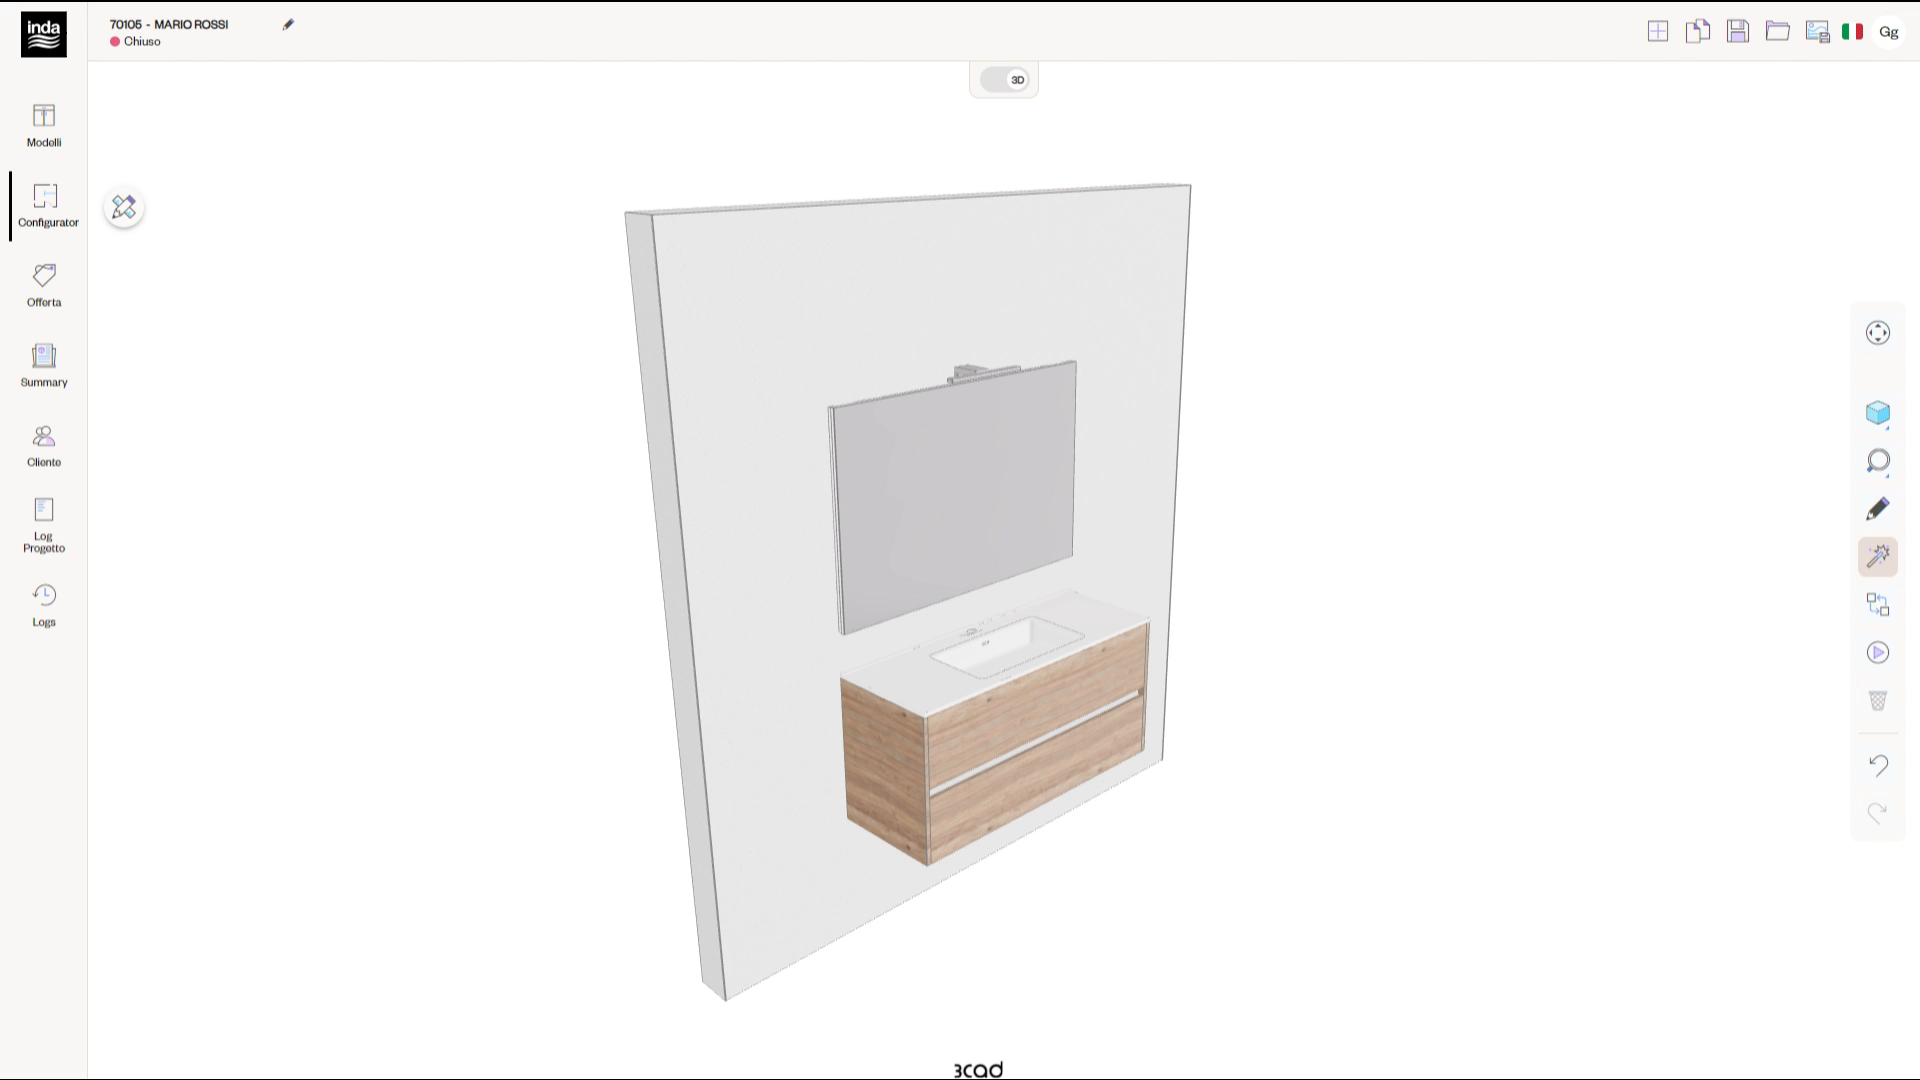 inda
70105 - MARIO ROSSI
Chiuso
Gg
3D
Modelli
Configurator
Offerta
Summary
Cliente
Log
Progetto
Logs
3cad